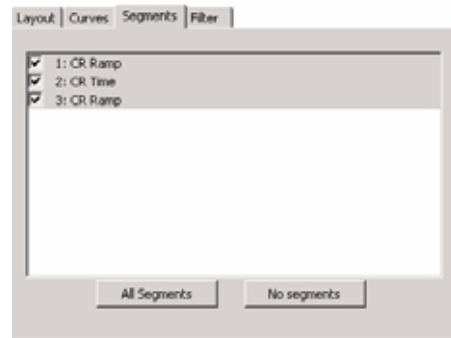 Layout Curves Segments Filter
1: CR Ramp
2: CR Time
3: CR Ramp
All Segments No segments